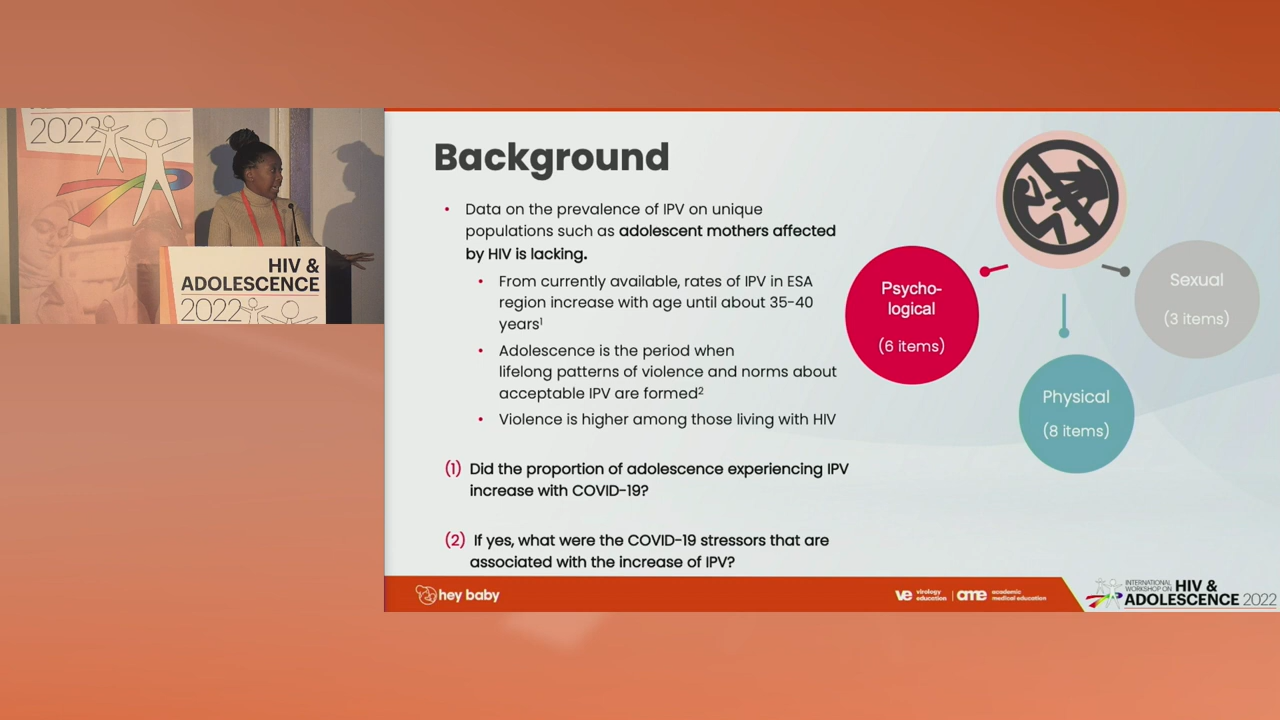 2022
HIV &
ADOLESCENCE
2022
Background
• Data on the prevalence of IPV on unique
populations such as adolescent mothers affected
by HIV is lacking.
• From currently available, rates of IPV in ESA
region increase with age until about 35-40
years¹
• Adolescence is the period when
lifelong patterns of violence and norms about
acceptable IPV are formed²
• Violence is higher among those living with HIV
(1) Did the proportion of adolescence experiencing IPV
increase with COVID-19?
(2) If yes, what were the COVID-19 stressors that are
associated with the increase of IPV?
Psycho-
logical
(6 items)
Physical
(8 items)
Sexual
(3 items)
hey baby
ve virology
education
ame academic
medical education
INTERNATIONAL
WORKSHOP ON HIV &
ADOLESCENCE 2022